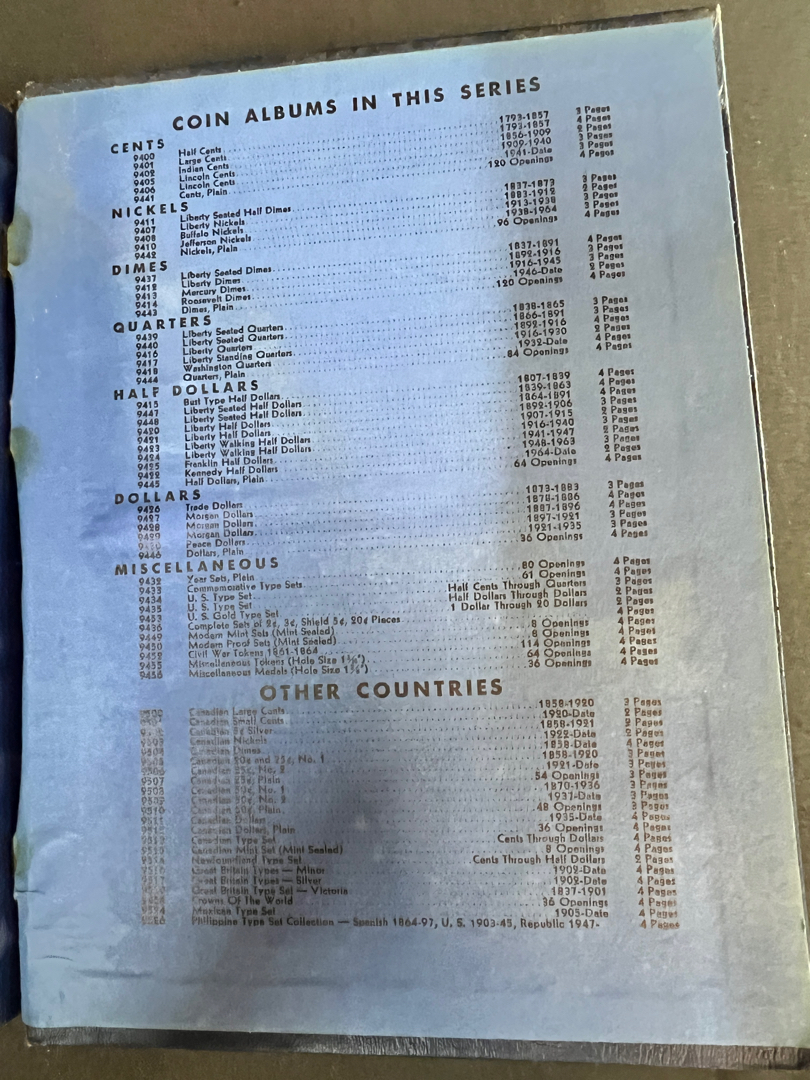 COIN ALBUMS IN THIS SERIES
CENTS
9400 Half Cents 1793-1857 3 Pages
9401 Large Cents 1793-1857 4 Pages
9402 Indian Cents 1856-1909 2 Pages
9405 Lincoln Cents 1909-1940 3 Pages
9406 Lincoln Cents 1941-Date 3 Pages
9441 Cents, Plain 120 Openings 4 Pages
NICKELS
9411 Liberty Seated Half Dimes 1837-1873 3 Pages
9407 Liberty Nickels 1883-1912 2 Pages
9408 Buffalo Nickels 1913-1938 3 Pages
9410 Jefferson Nickels 1938-1964 3 Pages
9442 Nickels, Plain 96 Openings 4 Pages
DIMES
9437 Liberty Seated Dimes 1837-1891 4 Pages
9412 Liberty Dimes 1892-1916 3 Pages
9413 Mercury Dimes 1916-1945 3 Pages
9414 Roosevelt Dimes 1946-Date 2 Pages
9443 Dimes, Plain 120 Openings 4 Pages
QUARTERS
9439 Liberty Seated Quarters 1838-1865 3 Pages
9440 Liberty Seated Quarters 1866-1891 3 Pages
9416 Liberty Quarters 1892-1916 4 Pages
9417 Liberty Standing Quarters 1916-1930 2 Pages
9418 Washington Quarters 1932-Date 4 Pages
9444 Quarters, Plain 84 Openings 4 Pages
HALF DOLLARS
9415 Bust Type Half Dollars 1807-1839 4 Pages
9447 Liberty Seated Half Dollars 1839-1863 4 Pages
9448 Liberty Seated Half Dollars 1864-1891 4 Pages
9420 Liberty Half Dollars 1892-1906 3 Pages
9421 Liberty Half Dollars 1907-1915 2 Pages
9423 Liberty Walking Half Dollars 1916-1940 4 Pages
9424 Liberty Walking Half Dollars 1941-1947 2 Pages
9425 Franklin Half Dollars 1948-1963 3 Pages
9428 Kennedy Half Dollars 1964-Date 2 Pages
9445 Half Dollars, Plain 64 Openings 4 Pages
DOLLARS
9426 Trade Dollars 1873-1883 3 Pages
9427 Morgan Dollars 1878-1886 4 Pages
9428 Morgan Dollars 1887-1896 4 Pages
9429 Morgan Dollars 1897-1921 3 Pages
Peace Dollars 1921-1935 3 Pages
9446 Dollars, Plain 36 Openings 4 Pages
MISCELLANEOUS
9432 Year Sets, Plain 80 Openings 4 Pages
9433 Commemorative Type Sets 61 Openings 4 Pages
9434 U. S. Type Set Half Cents Through Quarters 3 Pages
9435 U. S. Type Set Half Dollars Through Dollars 2 Pages
9453 U. S. Gold Type Set 1 Dollar Through 20 Dollars 2 Pages
9436 Complete Sets of 2¢, 3¢, Shield 5¢, 20¢ Pieces 4 Pages
9449 Modern Mint Sets (Mint Sealed) 8 Openings 4 Pages
9450 Modern Proof Sets (Mint Sealed) 8 Openings 4 Pages
9452 Civil War Tokens 1861-1864 114 Openings 4 Pages
9455 Miscellaneous Tokens (Hole Size 64 Openings 4 Pages
9456 Miscellaneous Medals (Hole Size 36 Openings 4 Pages
OTHER COUNTRIES
Canadian Large Cents 1858-1920 3 Pages
Canadian Small Cents 1920-Date 2 Pages
Canadian 5¢ Silver 1858-1921 2 Pages
Canadian Nickels 1922-Date 2 Pages
Canadian Dimes 1858-Date 4 Pages
Canadian 20¢ and 25¢, No. 1 1858-1920 3 Pages
Canadian 25¢, No. 2 1921-Date 3 Pages
9507 Canadian 25¢, Plain 54 Openings 3 Pages
Canadian 50¢, No. 1 1870-1936 3 Pages
Canadian 50¢, No. 2 1937-Date 3 Pages
Canadian 50¢, Plain 48 Openings 3 Pages
Canadian Dollars 1935-Date 4 Pages
Canadian Dollars, Plain 36 Openings 4 Pages
Canadian Type Set Cents Through Dollars 4 Pages
Canadian Mint Set (Mint Sealed) 8 Openings 4 Pages
Newfoundland Type Set Cents Through Half Dollars 2 Pages
Great Britain Types — Minor 1902-Date 4 Pages
Great Britain Types — Silver 1902-Date 4 Pages
Great Britain Type Set — Victoria 1837-1901 4 Pages
Crowns Of The World 36 Openings 4 Pages
Mexican Type Set 1905-Date 4 Pages
Philippine Type Set Collection — Spanish 1864-97, U. S. 1903-45, Republic 1947- 4 Pages